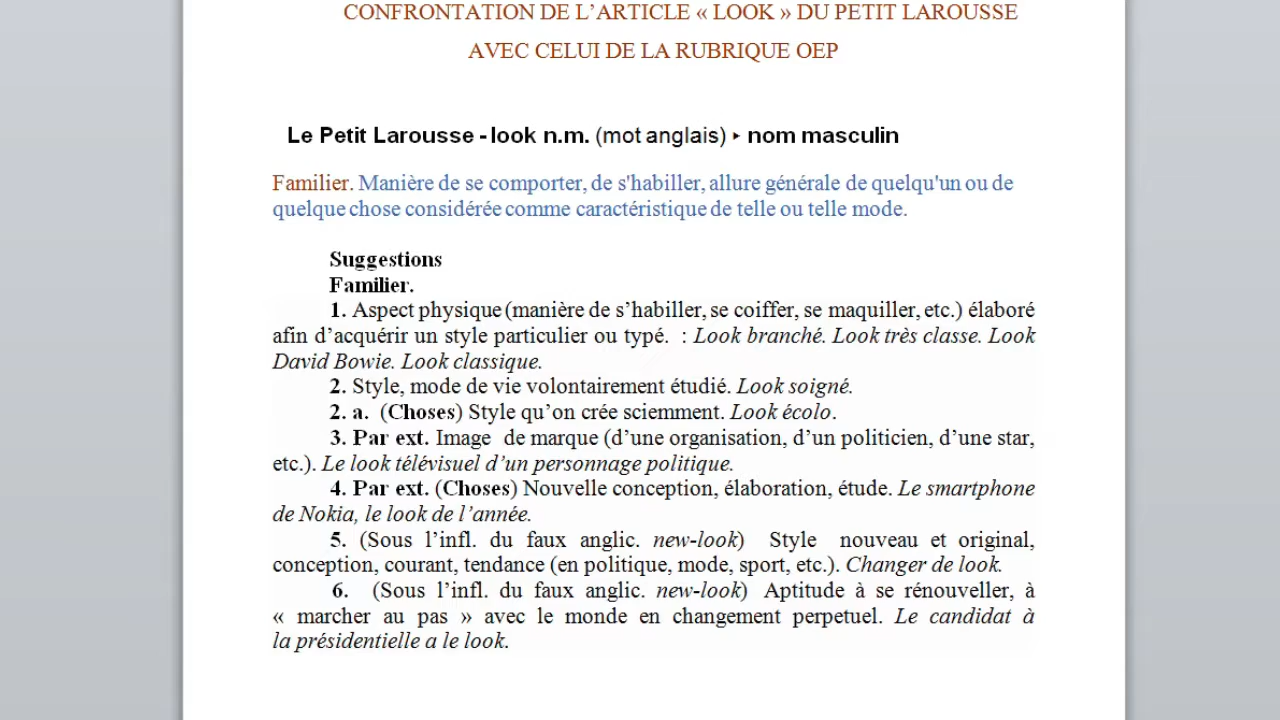 CONFRONTATION DE L’ARTICLE « LOOK » DU PETIT LAROUSSE
AVEC CELUI DE LA RUBRIQUE OEP
Le Petit Larousse - look n.m. (mot anglais) ▸ nom masculin
Familier. Manière de se comporter, de s'habiller, allure générale de quelqu'un ou de
quelque chose considérée comme caractéristique de telle ou telle mode.
Suggestions
Familier.
1. Aspect physique (manière de s’habiller, se coiffer, se maquiller, etc.) élaboré
afin d’acquérir un style particulier ou typé. : Look branché. Look très classe. Look
David Bowie. Look classique.
2. Style, mode de vie volontairement étudié. Look soigné.
2. a. (Choses) Style qu’on crée sciemment. Look écolo.
3. Par ext. Image de marque (d’une organisation, d’un politicien, d’une star,
etc.). Le look télévisuel d’un personnage politique.
4. Par ext. (Choses) Nouvelle conception, élaboration, étude. Le smartphone
de Nokia, le look de l’année.
5. (Sous l’infl. du faux anglic. new-look) Style nouveau et original,
conception, courant, tendance (en politique, mode, sport, etc.). Changer de look.
6. (Sous l’infl. du faux anglic. new-look) Aptitude à se rénouveller, à
« marcher au pas » avec le monde en changement perpetuel. Le candidat à
la présidentielle a le look.